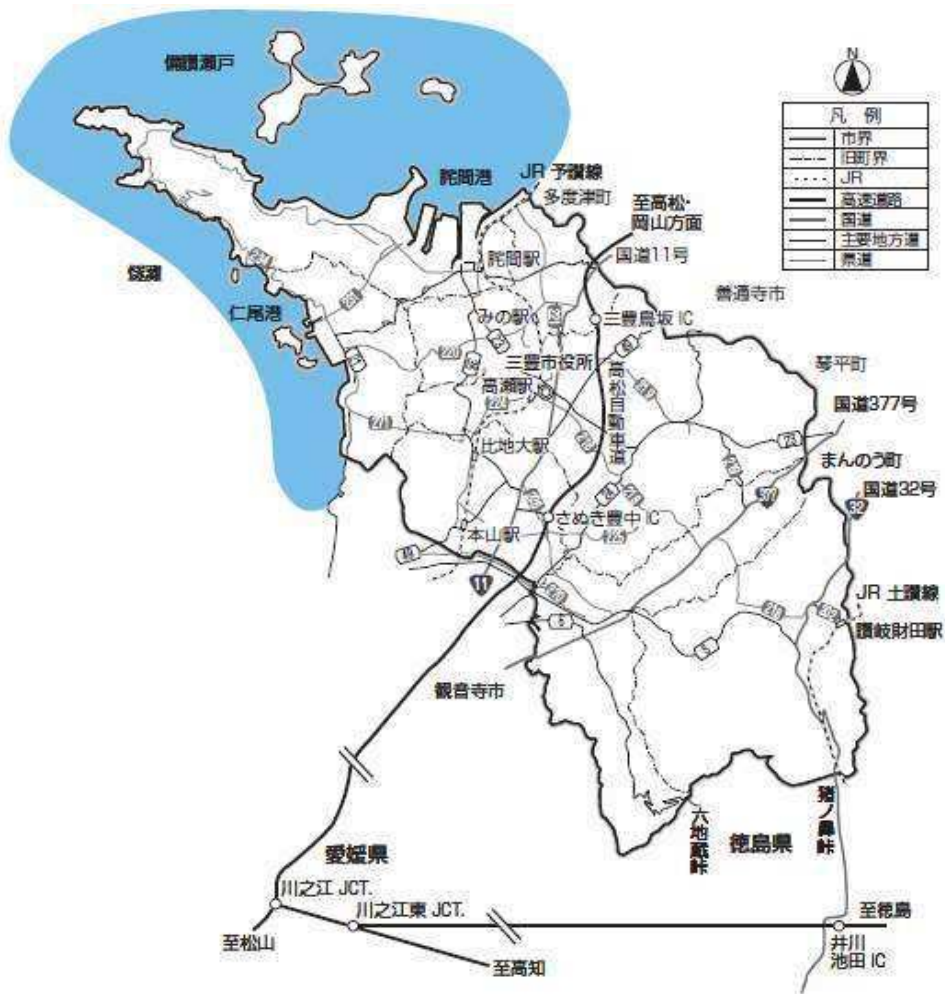 備讃瀬戸
N
凡 例
市界
旧町界
JR
高速道路
国道
主要地方道
県道
詫間港
JR 予讃線
多度津町
至高松・
岡山方面
国道11号
燧灘
詫間駅
善通寺市
仁尾港
みの駅
三豊鳥坂 IC
三豊市役所
琴平町
高瀬駅
高松自動車道
国道377号
比地大駅
まんのう町
377
国道32号
32
さぬき豊中 IC
本山駅
11
JR 土讃線
讃岐財田駅
6
5
観音寺市
猪ノ鼻峠
六地蔵峠
徳島県
愛媛県
川之江 JCT.
川之江東 JCT.
至徳島
至松山
井川
池田 IC
至高知